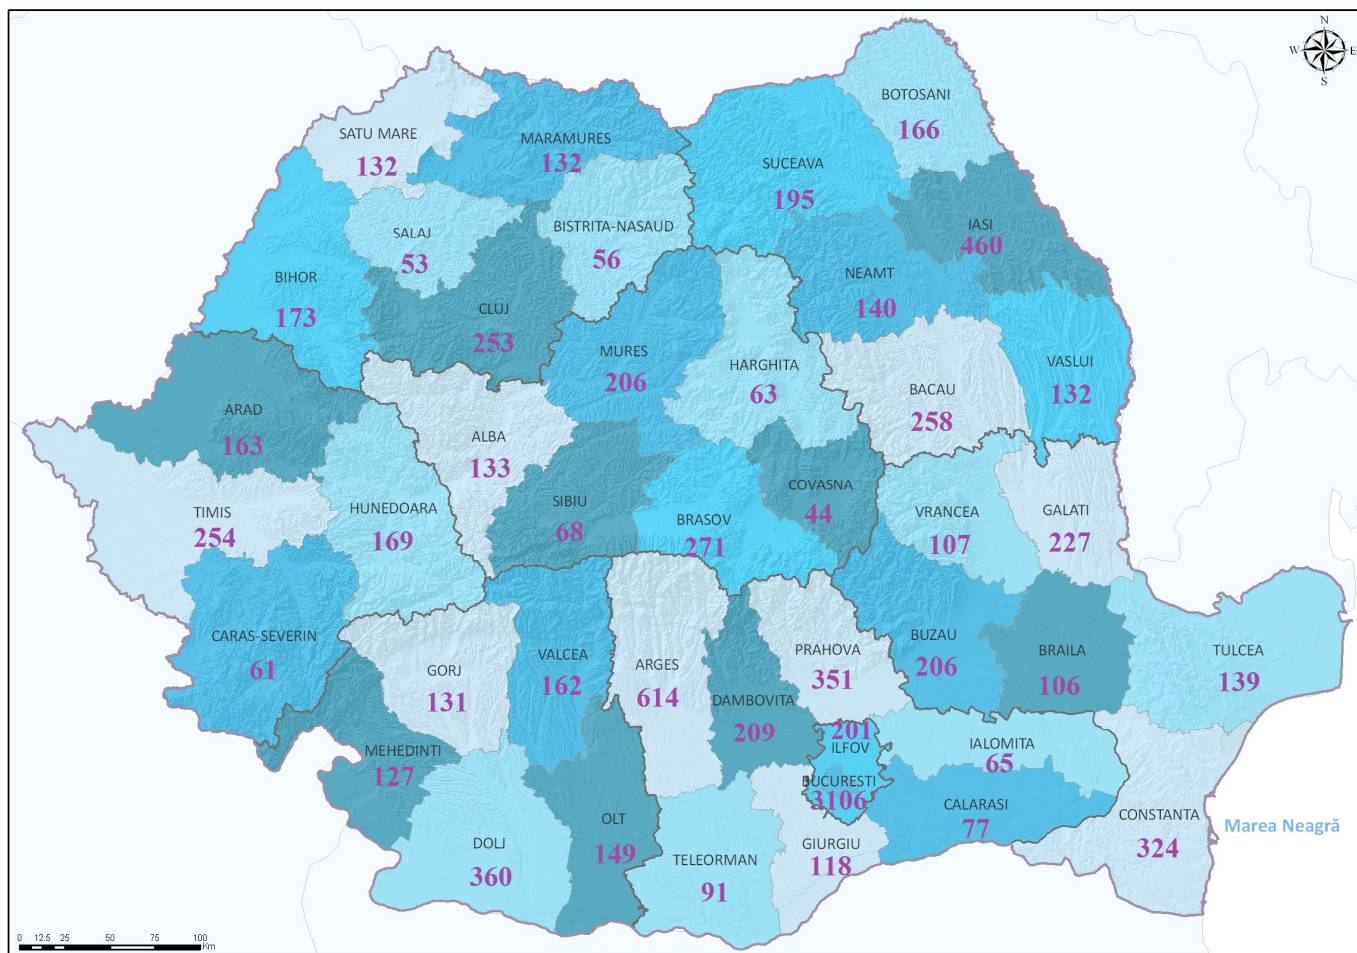 N
W E
S
BOTOSANI
166
SATU MARE
132
MARAMURES
132
SUCEAVA
195
IASI
460
SALAJ
53
BISTRITA-NASAUD
56
BIHOR
173
NEAMT
140
CLUJ
253
MURES
206
HARGHITA
63
BACAU
258
VASLUI
132
ARAD
163
ALBA
133
SIBIU
68
BRASOV
271
COVASNA
44
VRANCEA
107
GALATI
227
TIMIS
254
HUNEDOARA
169
CARAS-SEVERIN
61
GORJ
131
VALCEA
162
ARGES
614
PRAHOVA
351
BUZAU
206
BRAILA
106
TULCEA
139
DAMBOVITA
209
201
ILFOV
IALOMITA
65
MEHEDINTI
127
BUCURESTI
3106
CALARASI
77
CONSTANTA
324
Marea Neagră
DOLJ
360
OLT
149
TELEORMAN
91
GIURGIU
118
0 12.5 25 50 75 100
Km